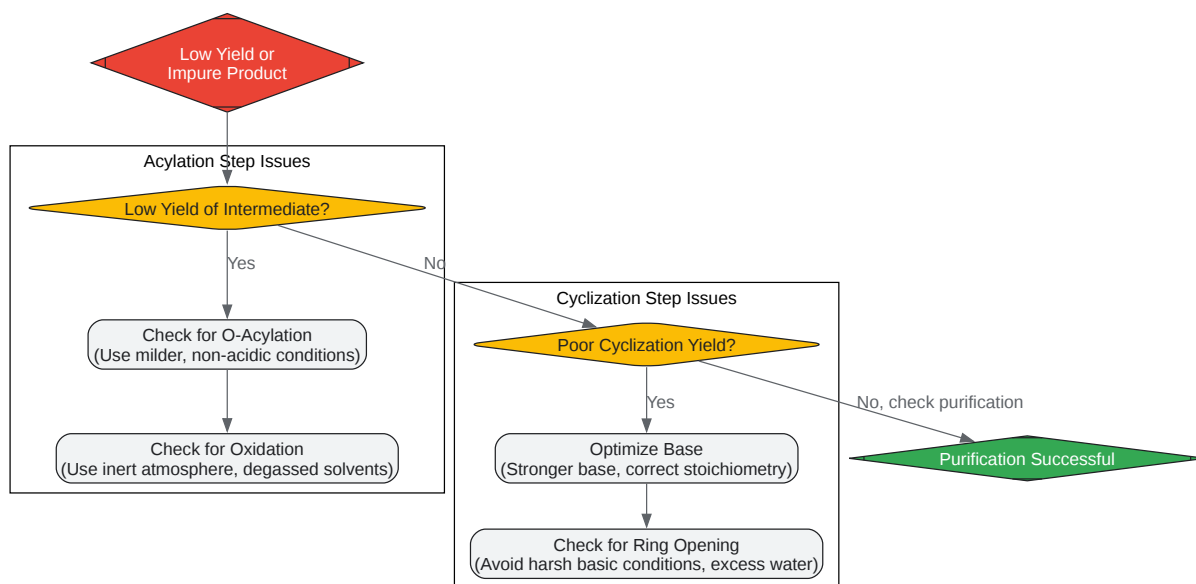 Low Yield or
Impure Product
Acylation Step Issues
Low Yield of Intermediate?
Yes
No
Check for O-Acylation
(Use milder, non-acidic conditions)
Check for Oxidation
(Use inert atmosphere, degassed solvents)
Cyclization Step Issues
Poor Cyclization Yield?
Yes
No, check purification
Optimize Base
(Stronger base, correct stoichiometry)
Purification Successful
Check for Ring Opening
(Avoid harsh basic conditions, excess water)